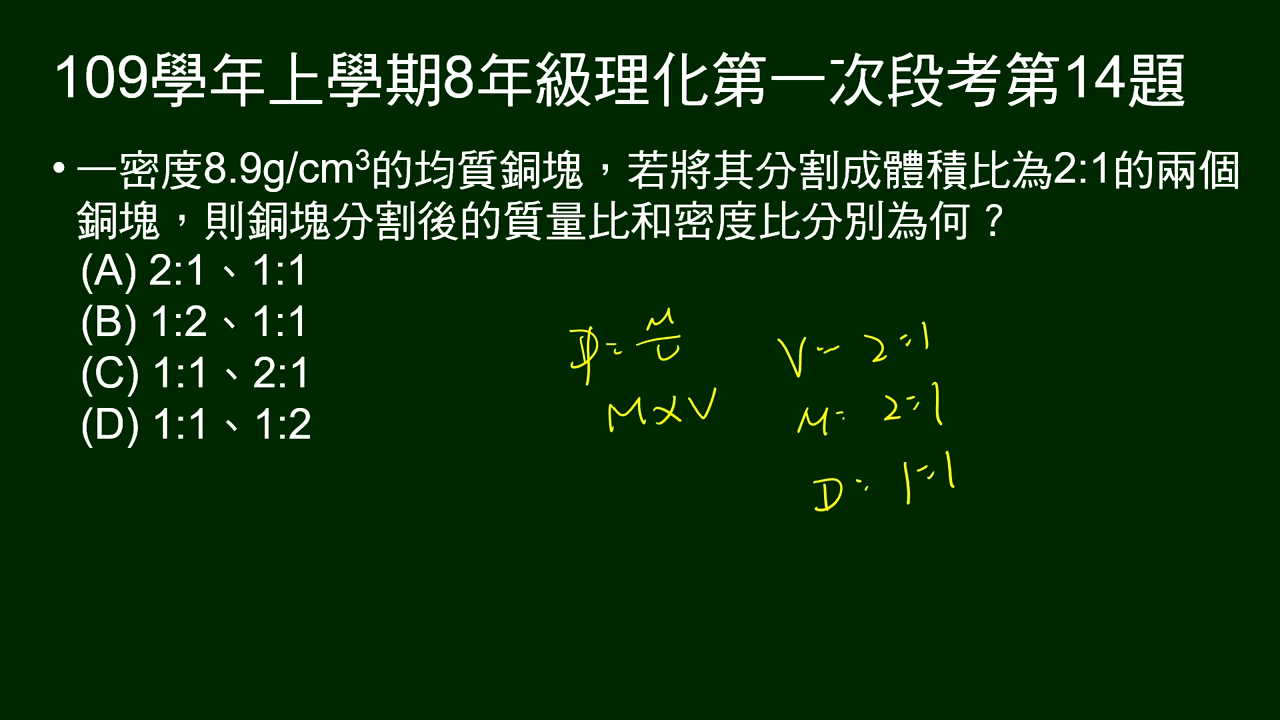 109學年上學期8年級理化第一次段考第14題
• 一密度8.9g/cm³的均質銅塊，若將其分割成體積比為2:1的兩個
銅塊，則銅塊分割後的質量比和密度比分別為何？
(A) 2:1、1:1
(B) 1:2、1:1
(C) 1:1、2:1
(D) 1:1、1:2
D = M/V
M ∝ V
V = 2:1
M = 2:1
D = 1:1